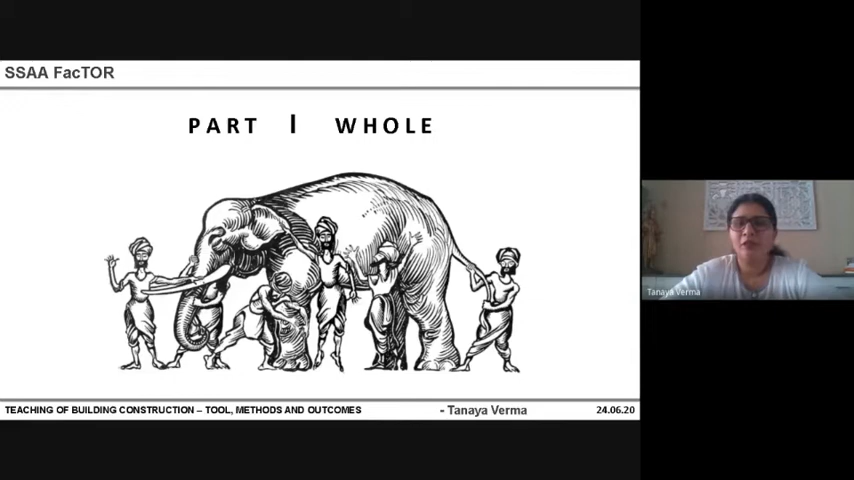 SSAA FacTOR
PART | WHOLE
Tanaya Verma
TEACHING OF BUILDING CONSTRUCTION – TOOL, METHODS AND OUTCOMES - Tanaya Verma 24.06.20